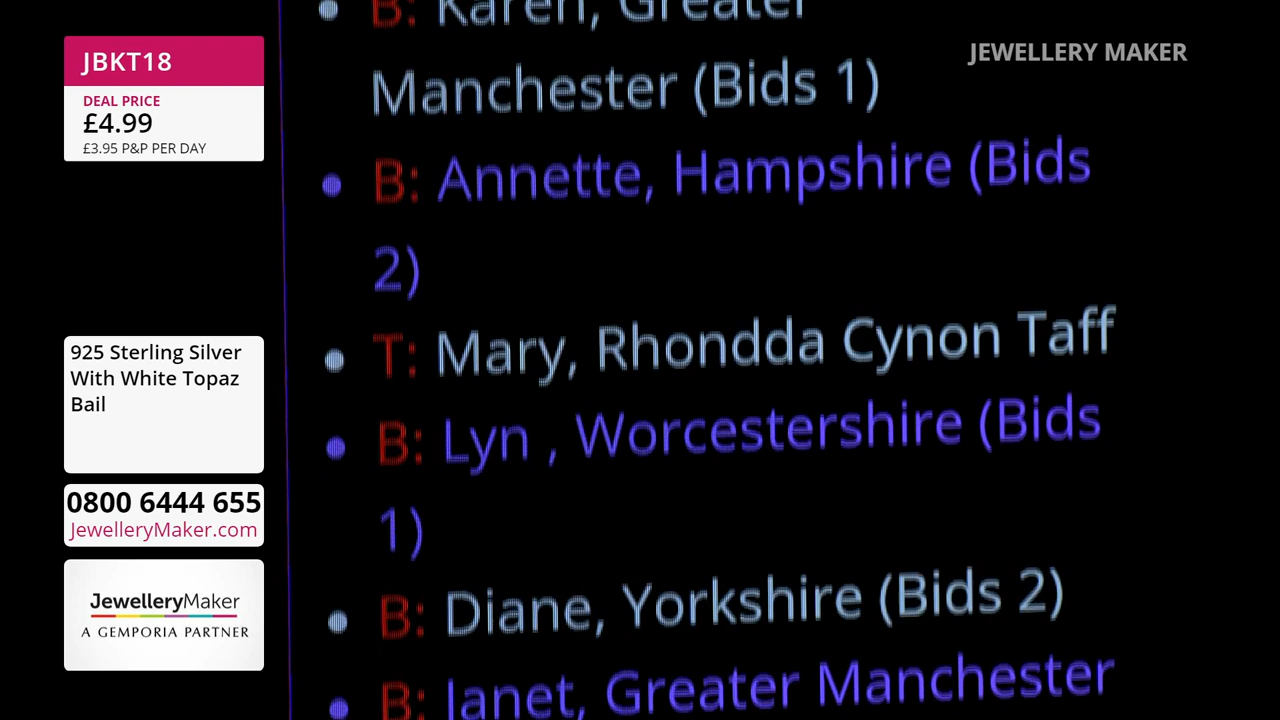 JBKT18
DEAL PRICE
£4.99
£3.95 P&P PER DAY
925 Sterling Silver
With White Topaz
Bail
0800 6444 655
JewelleryMaker.com
JewelleryMaker
A GEMPORIA PARTNER
JEWELLERY MAKER
B: Karen, Greater
Manchester (Bids 1)
B: Annette, Hampshire (Bids
2)
T: Mary, Rhondda Cynon Taff
B: Lyn , Worcestershire (Bids
1)
B: Diane, Yorkshire (Bids 2)
B: Janet, Greater Manchester